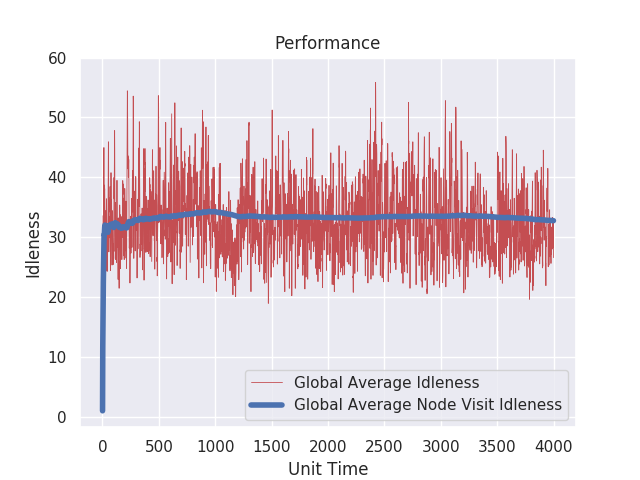 Performance
60
50
40
30
20
10
0
Idleness
Global Average Idleness
Global Average Node Visit Idleness
0 500 1000 1500 2000 2500 3000 3500 4000
Unit Time